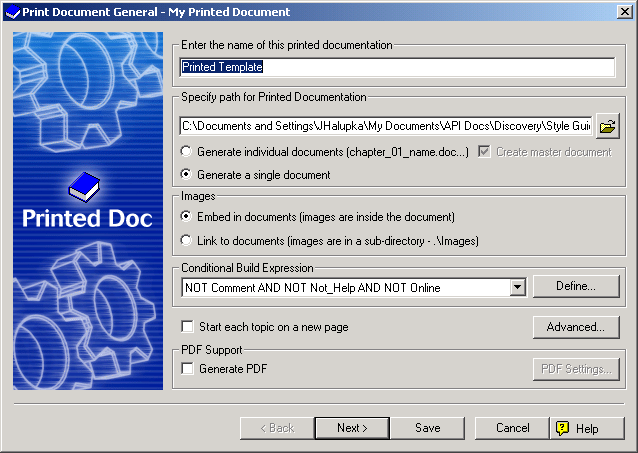 Print Document General - My Printed Document
Enter the name of this printed documentation
Printed Template
Specify path for Printed Documentation
C:\Documents and Settings\JHalupka\My Documents\API Docs\Discovery\Style Gui
Generate individual documents (chapter_01_name.doc...)
Create master document
Generate a single document
Printed Doc
Images
Embed in documents (images are inside the document)
Link to documents (images are in a sub-directory - .\Images)
Conditional Build Expression
NOT Comment AND NOT Not_Help AND NOT Online
Define...
Start each topic on a new page
Advanced...
PDF Support
Generate PDF
PDF Settings...
< Back
Next >
Save
Cancel
? Help